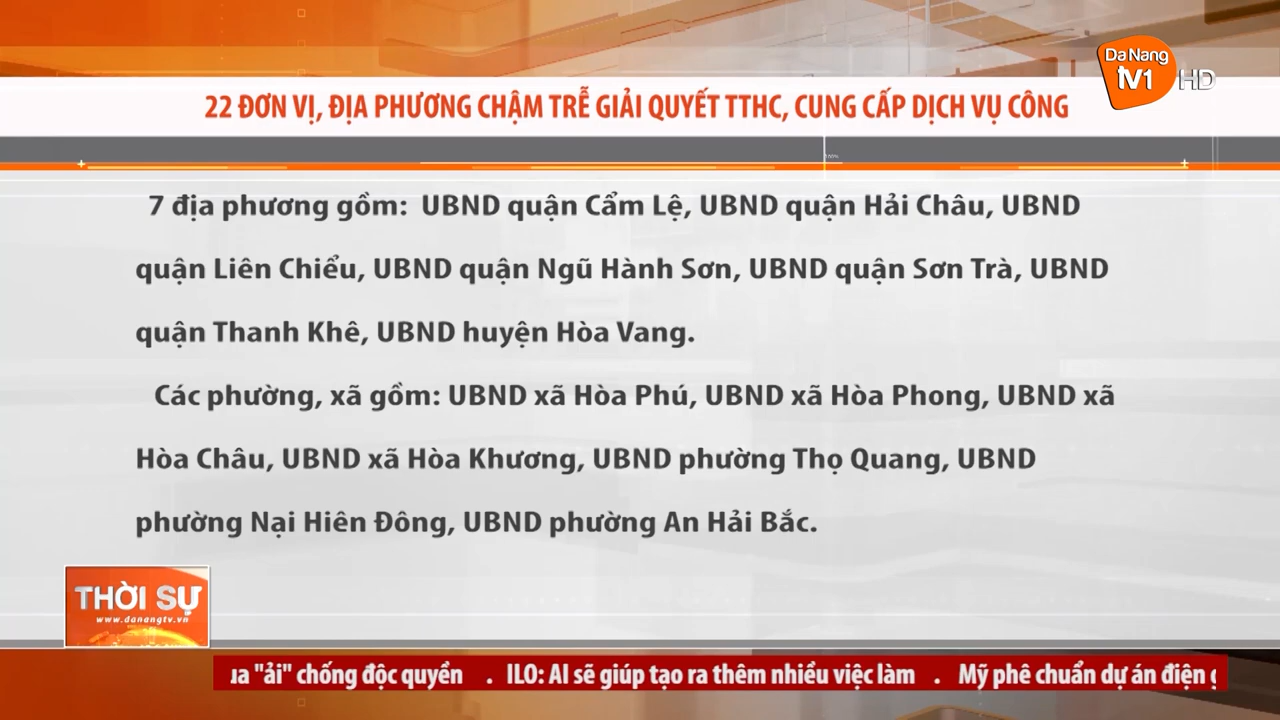 Da Nang
tv1 HD
22 ĐƠN VỊ, ĐỊA PHƯƠNG CHẬM TRỄ GIẢI QUYẾT TTHC, CUNG CẤP DỊCH VỤ CÔNG
100%
7 địa phương gồm: UBND quận Cẩm Lệ, UBND quận Hải Châu, UBND
quận Liên Chiểu, UBND quận Ngũ Hành Sơn, UBND quận Sơn Trà, UBND
quận Thanh Khê, UBND huyện Hòa Vang.
Các phường, xã gồm: UBND xã Hòa Phú, UBND xã Hòa Phong, UBND xã
Hòa Châu, UBND xã Hòa Khương, UBND phường Thọ Quang, UBND
phường Nại Hiên Đông, UBND phường An Hải Bắc.
THỜI SỰ
www.danangtv.vn
"ải" chống độc quyền . ILO: AI sẽ giúp tạo ra thêm nhiều việc làm . Mỹ phê chuẩn dự án điện